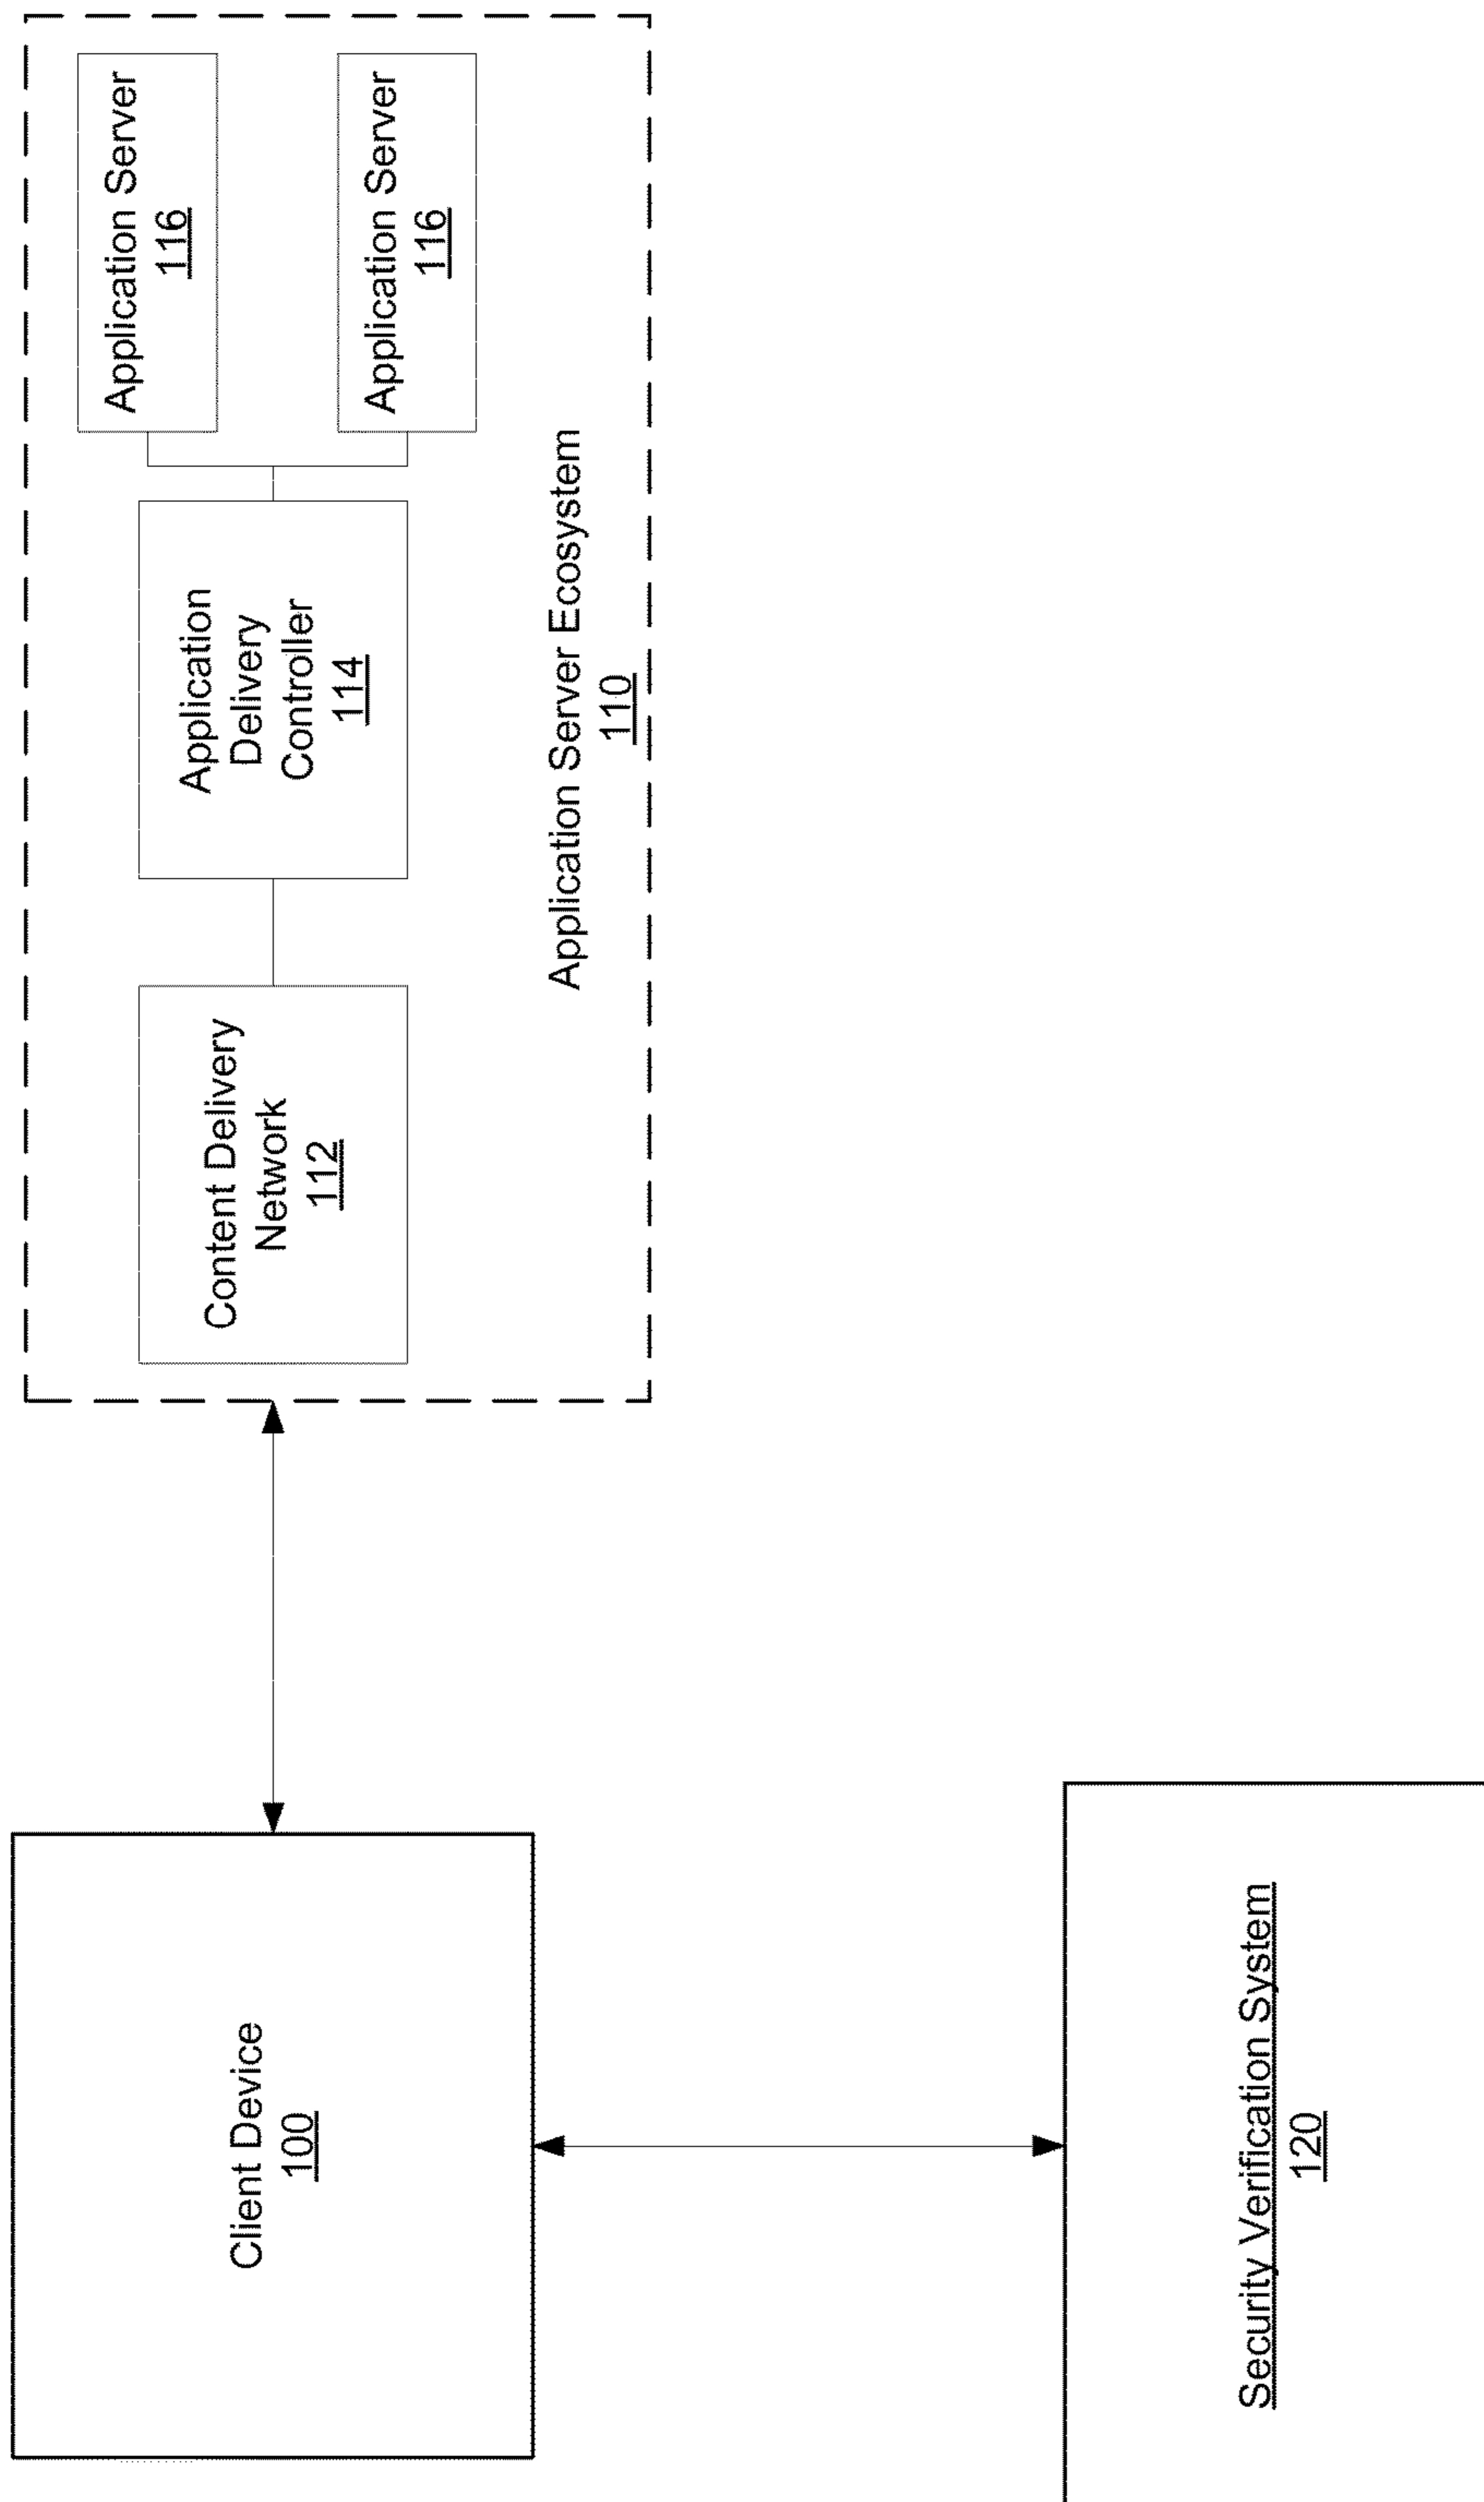 Client Device
100
Content Delivery
Network
112
Application
Delivery
Controller
114
Application Server
116
Application Server
116
Application Server Ecosystem
110
Security Verification System
120